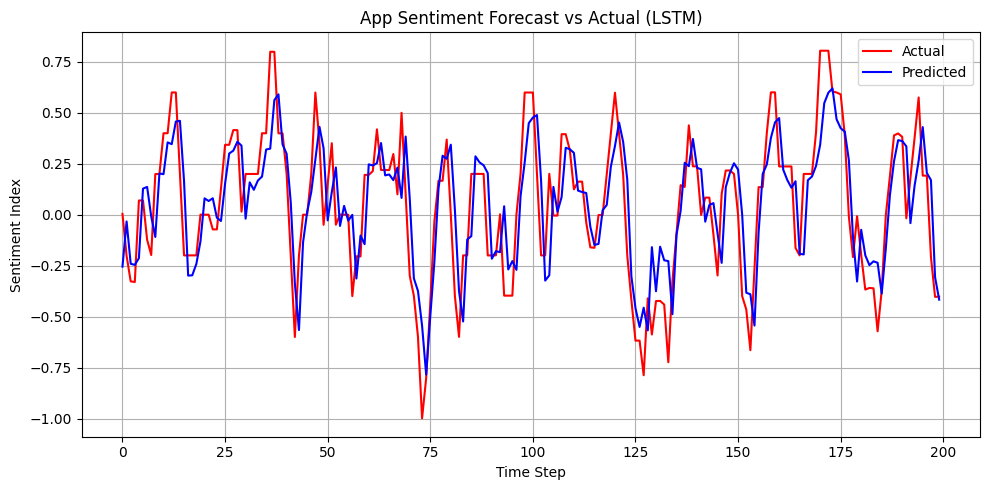 App Sentiment Forecast vs Actual (LSTM)
Actual
Predicted
Sentiment Index
0.75
0.50
0.25
0.00
−0.25
−0.50
−0.75
−1.00
0 25 50 75 100 125 150 175 200
Time Step